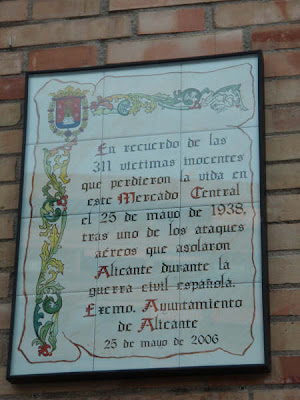 En recuerdo de las
311 víctimas inocentes
que perdieron la vida en
este Mercado Central
el 25 de mayo de 1938,
tras uno de los ataques
aéreos que asolaron
Alicante durante la
guerra civil española.
Excmo. Ayuntamiento
de Alicante
25 de mayo de 2006